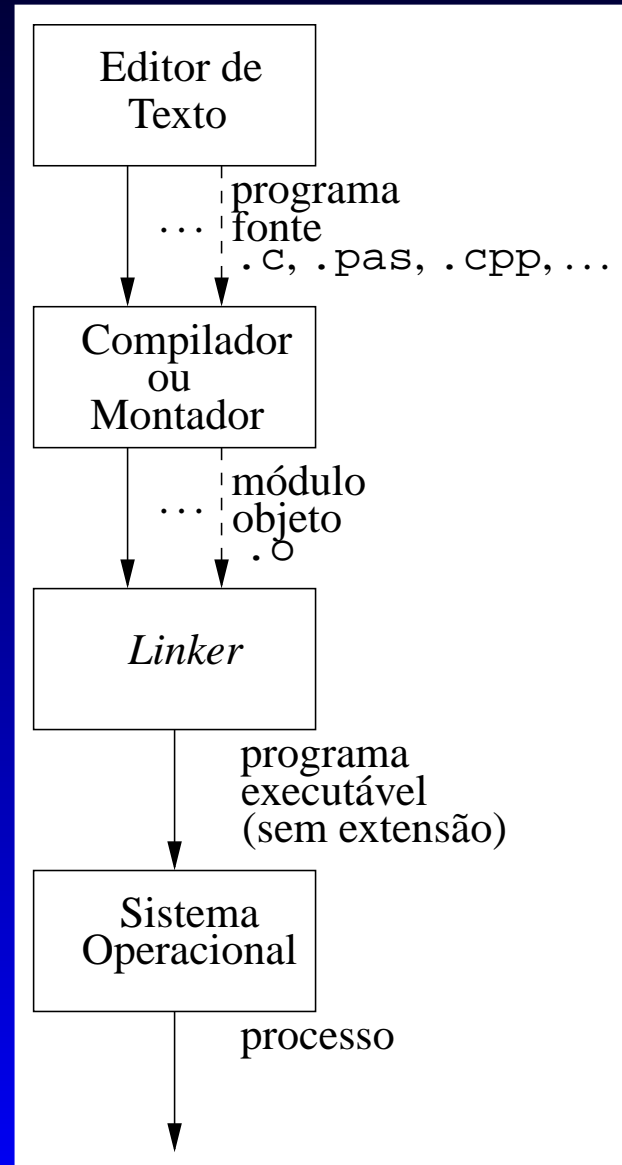 Editor de
Texto
programa
... fonte
.c, .pas, .cpp, ...
Compilador
ou
Montador
módulo
... objeto
.o
Linker
programa
executável
(sem extensão)
Sistema
Operacional
processo